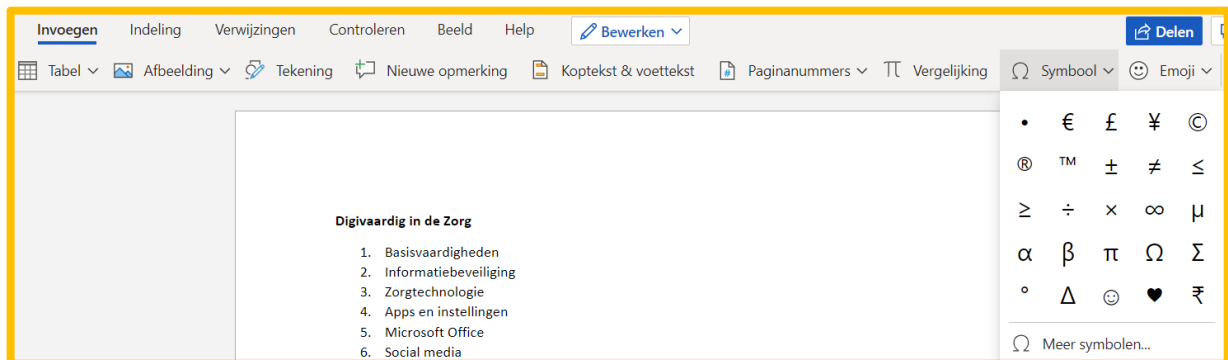 Invoegen Indeling Verwijzingen Controleren Beeld Help Bewerken Delen
Tabel Afbeelding Tekening Nieuwe opmerking Koptekst & voettekst Paginanummers Vergelijking Symbool Emoji
• € £ ¥ ©
® ™ ± ≠ ≤
≥ ÷ × ∞ µ
α β π Ω Σ
° Δ ☺ ♥ ₹
Ω Meer symbolen...
Digivaardig in de Zorg
1. Basisvaardigheden
2. Informatiebeveiliging
3. Zorgtechnologie
4. Apps en instellingen
5. Microsoft Office
6. Social media